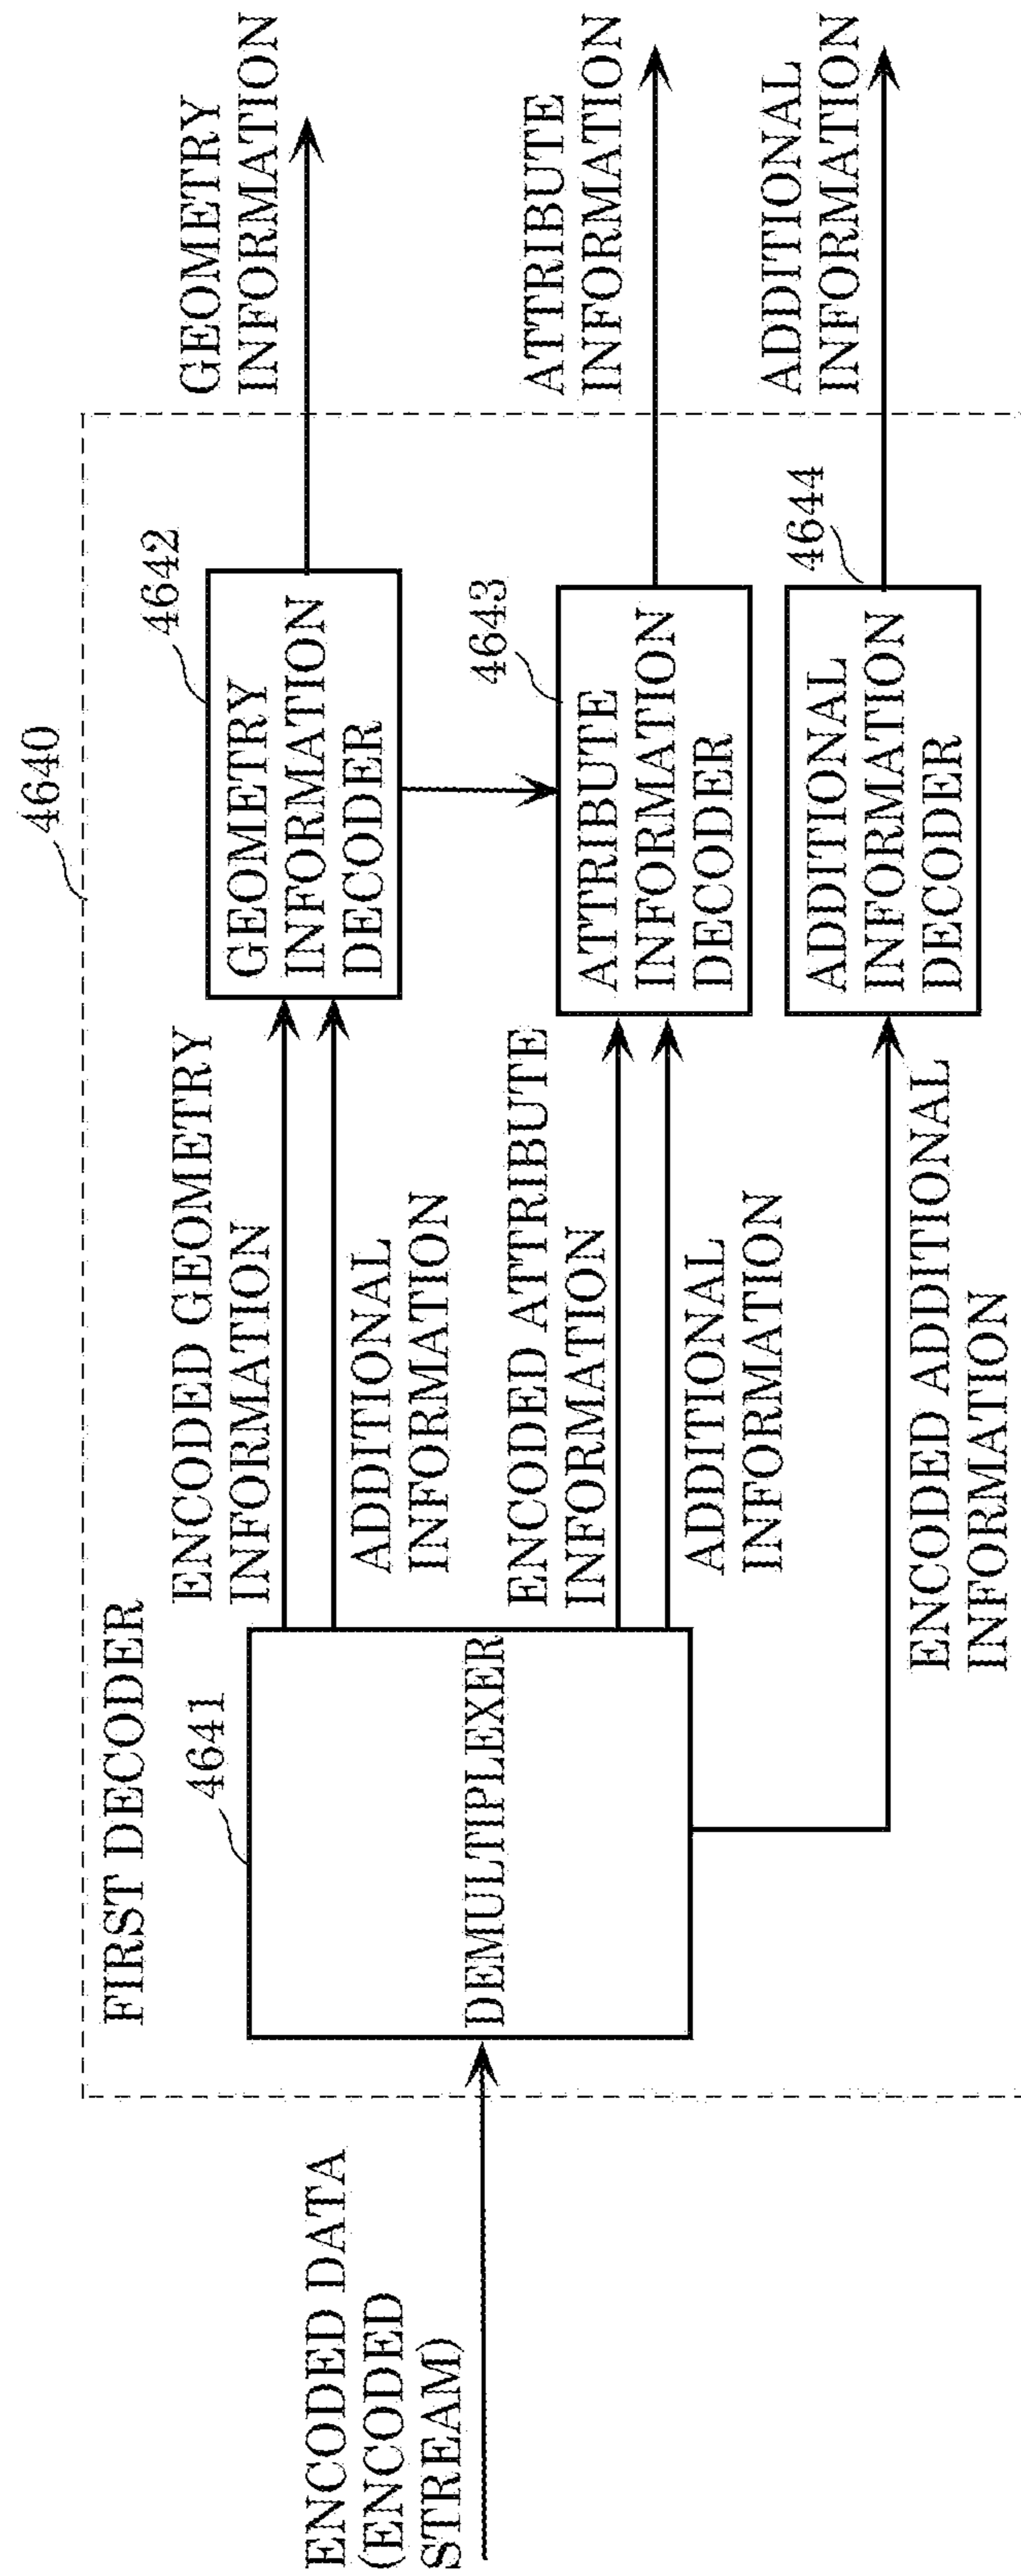 4640
FIRST DECODER
ENCODED DATA
(ENCODED
STREAM)
4641
DEMULTIPLEXER
ENCODED GEOMETRY
INFORMATION
ADDITIONAL
INFORMATION
4642
GEOMETRY
INFORMATION
DECODER
GEOMETRY
INFORMATION
ENCODED ATTRIBUTE
INFORMATION
ADDITIONAL
INFORMATION
4643
ATTRIBUTE
INFORMATION
DECODER
ATTRIBUTE
INFORMATION
ENCODED ADDITIONAL
INFORMATION
4644
ADDITIONAL
INFORMATION
DECODER
ADDITIONAL
INFORMATION